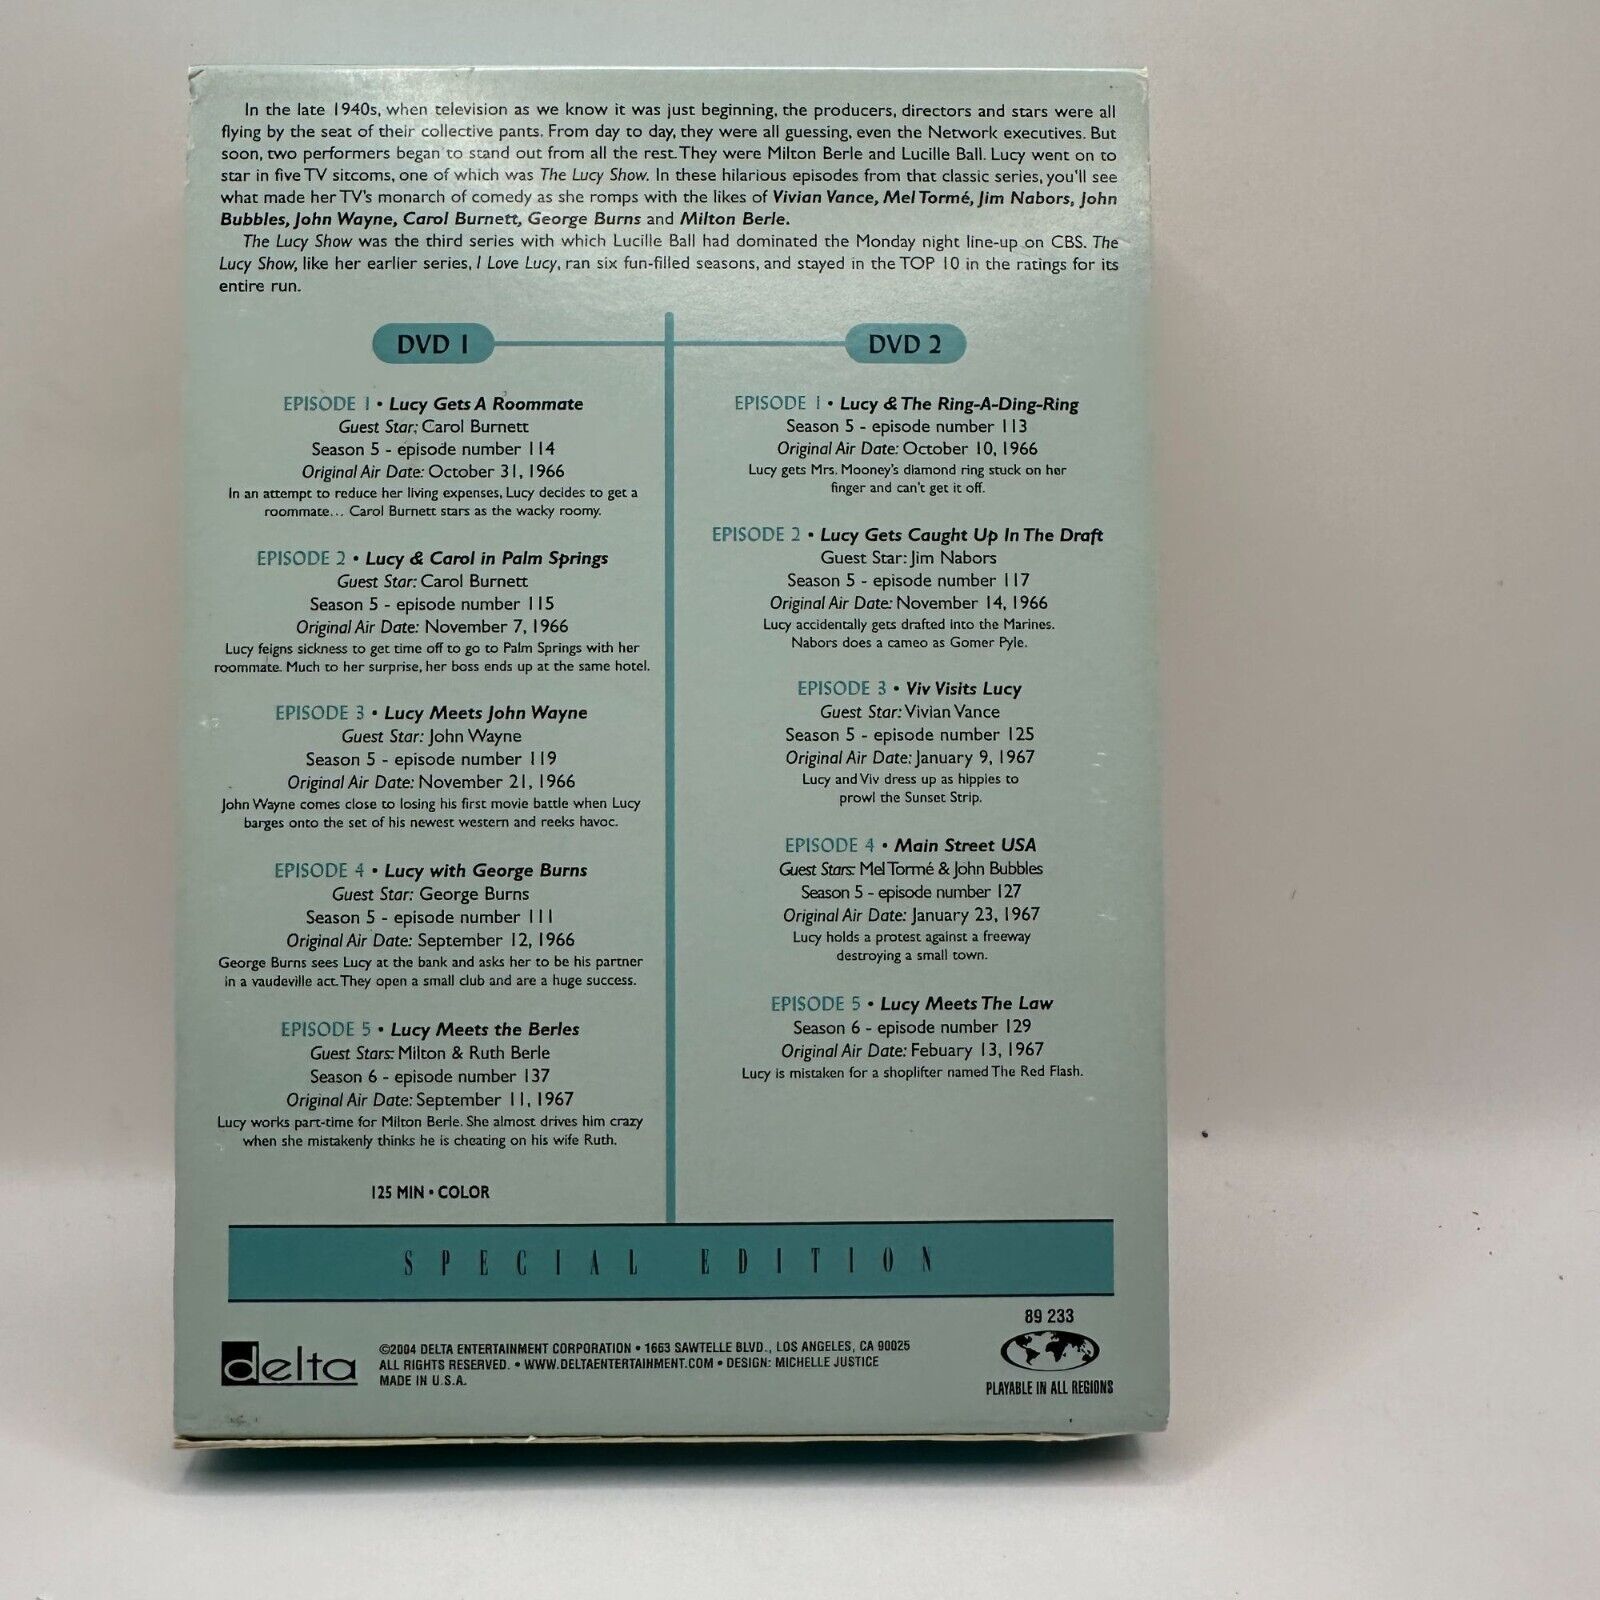 In the late 1940s, when television as we know it was just beginning, the producers, directors and stars were all
flying by the seat of their collective pants. From day to day, they were all guessing, even the Network executives. But
soon, two performers began to stand out from all the rest. They were Milton Berle and Lucille Ball. Lucy went on to
star in five TV sitcoms, one of which was The Lucy Show. In these hilarious episodes from that classic series, you'll see
what made her TV's monarch of comedy as she romps with the likes of Vivian Vance, Mel Tormé, Jim Nabors, John
Bubbles, John Wayne, Carol Burnett, George Burns and Milton Berle.
The Lucy Show was the third series with which Lucille Ball had dominated the Monday night line-up on CBS. The
Lucy Show, like her earlier series, I Love Lucy, ran six fun-filled seasons, and stayed in the TOP 10 in the ratings for its
entire run.
DVD 1
EPISODE 1 • Lucy Gets A Roommate
Guest Star: Carol Burnett
Season 5 - episode number 114
Original Air Date: October 31, 1966
In an attempt to reduce her living expenses, Lucy decides to get a
roommate... Carol Burnett stars as the wacky roomy.
EPISODE 2 • Lucy & Carol in Palm Springs
Guest Star: Carol Burnett
Season 5 - episode number 115
Original Air Date: November 7, 1966
Lucy feigns sickness to get time off to go to Palm Springs with her
roommate. Much to her surprise, her boss ends up at the same hotel.
EPISODE 3 • Lucy Meets John Wayne
Guest Star: John Wayne
Season 5 - episode number 119
Original Air Date: November 21, 1966
John Wayne comes close to losing his first movie battle when Lucy
barges onto the set of his newest western and reeks havoc.
EPISODE 4 • Lucy with George Burns
Guest Star: George Burns
Season 5 - episode number 111
Original Air Date: September 12, 1966
George Burns sees Lucy at the bank and asks her to be his partner
in a vaudeville act. They open a small club and are a huge success.
EPISODE 5 • Lucy Meets the Berles
Guest Stars: Milton & Ruth Berle
Season 6 - episode number 137
Original Air Date: September 11, 1967
Lucy works part-time for Milton Berle. She almost drives him crazy
when she mistakenly thinks he is cheating on his wife Ruth.
125 MIN • COLOR
DVD 2
EPISODE 1 • Lucy & The Ring-A-Ding-Ring
Season 5 - episode number 113
Original Air Date: October 10, 1966
Lucy gets Mrs. Mooney's diamond ring stuck on her
finger and can't get it off.
EPISODE 2 • Lucy Gets Caught Up In The Draft
Guest Star: Jim Nabors
Season 5 - episode number 117
Original Air Date: November 14, 1966
Lucy accidentally gets drafted into the Marines.
Nabors does a cameo as Gomer Pyle.
EPISODE 3 • Viv Visits Lucy
Guest Star: Vivian Vance
Season 5 - episode number 125
Original Air Date: January 9, 1967
Lucy and Viv dress up as hippies to
prowl the Sunset Strip.
EPISODE 4 • Main Street USA
Guest Stars: Mel Tormé & John Bubbles
Season 5 - episode number 127
Original Air Date: January 23, 1967
Lucy holds a protest against a freeway
destroying a small town.
EPISODE 5 • Lucy Meets The Law
Season 6 - episode number 129
Original Air Date: Febuary 13, 1967
Lucy is mistaken for a shoplifter named The Red Flash.
SPECIAL EDITION
delta
©2004 DELTA ENTERTAINMENT CORPORATION • 1663 SAWTELLE BLVD., LOS ANGELES, CA 90025
ALL RIGHTS RESERVED. • WWW.DELTAENTERTAINMENT.COM • DESIGN: MICHELLE JUSTICE
MADE IN U.S.A.
89 233
PLAYABLE IN ALL REGIONS